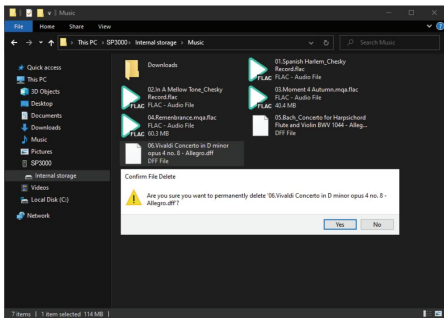 Music
File
Home
Share
View
This PC › SP3000 › Internal storage › Music
Search Music
Quick access
This PC
3D Objects
Desktop
Documents
Downloads
Music
Pictures
SP3000
Internal storage
Videos
Local Disk (C:)
Network
Downloads
01.Spanish Harlem_Chesky
Record.flac
FLAC - Audio File
FLAC
02.In A Mellow Tone_Chesky
Record.flac
FLAC - Audio File
FLAC
03.Moment 4 Autumn.mqa.flac
FLAC - Audio File
40.4 MB
FLAC
04.Remenbrance.mqa.flac
FLAC - Audio File
60.3 MB
FLAC
05.Bach_Concerto for Harpsichord
Flute and Violin BWV 1044 - Alleg...
DFF File
06.Vivaldi Concerto in D minor
opus 4 no. 8 - Allegro.dff
DFF File
Confirm File Delete
Are you sure you want to permanently delete '06.Vivaldi Concerto in D minor opus 4 no. 8 -
Allegro.dff'?
Yes
No
7 items
1 item selected 114 MB